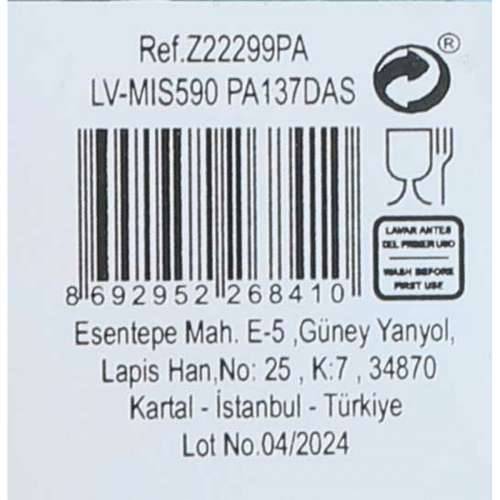 Ref.Z22299PA
®
LV-MIS590 PA137DAS
LAVAR ANTES
DEL PRIMER USO
WASH BEFORE
FIRST USE
8 692952 268410
Esentepe Mah. E-5 ,Güney Yanyol,
Lapis Han,No: 25 , K:7 , 34870
Kartal - İstanbul - Türkiye
Lot No.04/2024